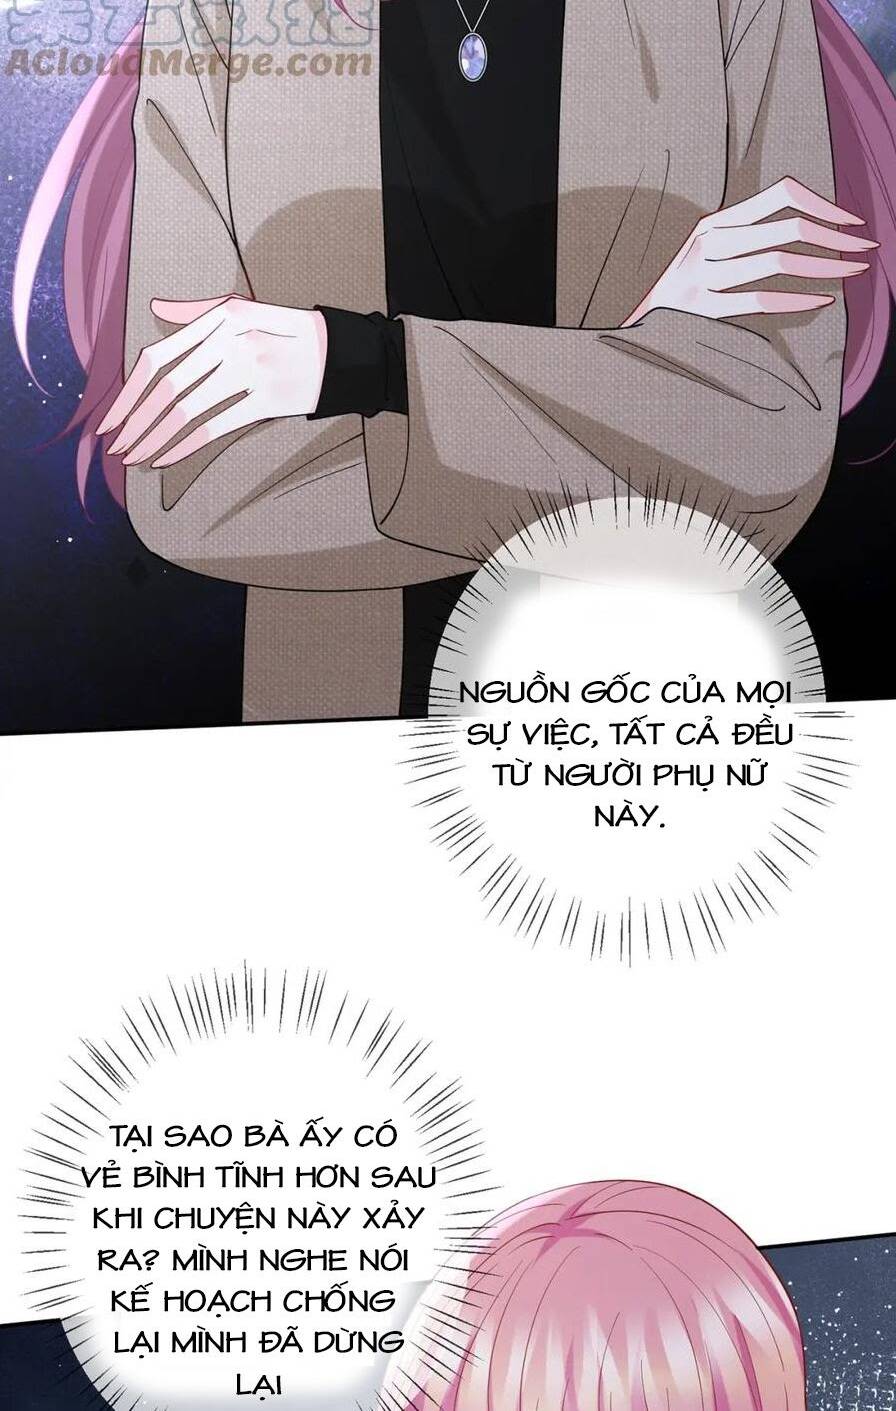 ACloudMerge.com
NGUỒN GỐC CỦA MỌI
SỰ VIỆC, TẤT CẢ ĐỀU
TỪ NGƯỜI PHỤ NỮ
NÀY.
TẠI SAO BÀ ẤY CÓ
VẺ BÌNH TĨNH HƠN SAU
KHI CHUYỆN NÀY XẢY
RA? MÌNH NGHE NÓI
KẾ HOẠCH CHỐNG
LẠI MÌNH ĐÃ DỪNG
LẠI